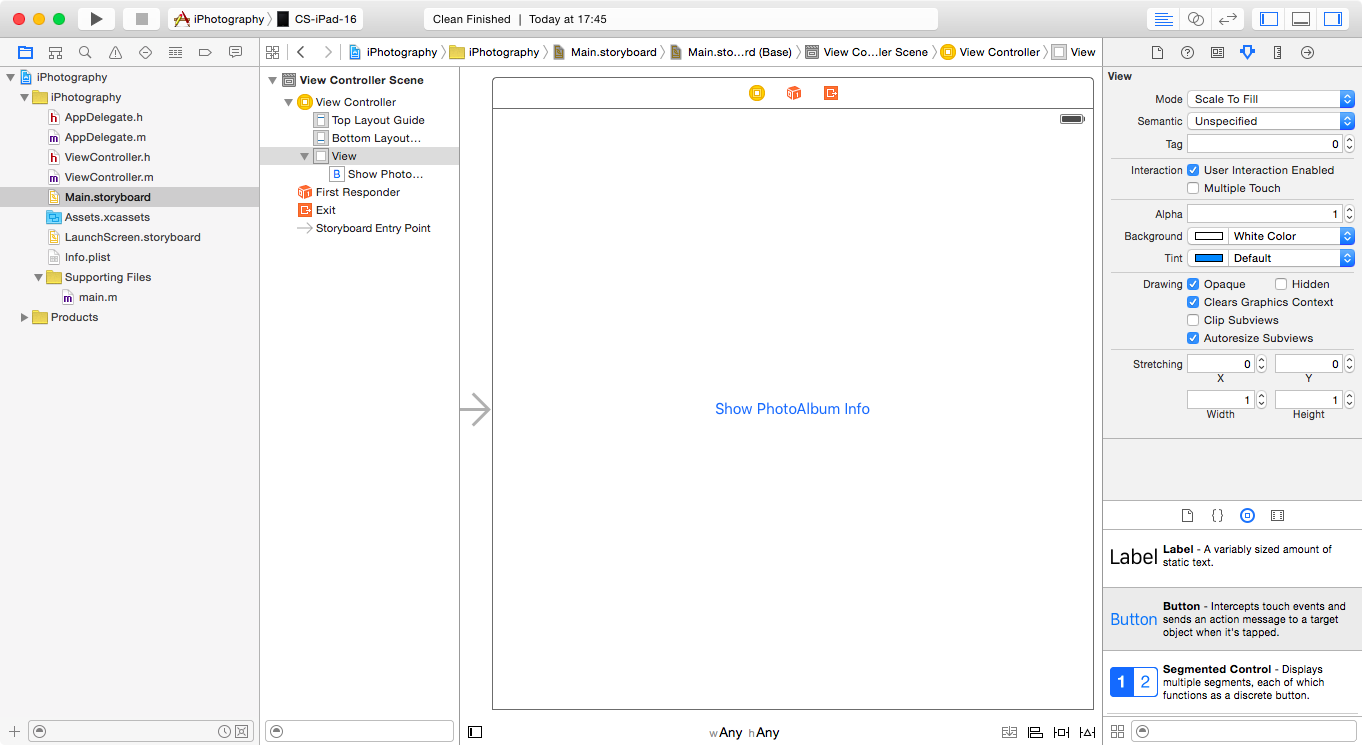 iPhotography
CS-iPad-16
Clean Finished | Today at 17:45
iPhotography
iPhotography
Main.storyboard
Main.sto...rd (Base)
View Co...ler Scene
View Controller
View
iPhotography
iPhotography
AppDelegate.h
AppDelegate.m
ViewController.h
ViewController.m
Main.storyboard
Assets.xcassets
LaunchScreen.storyboard
Info.plist
Supporting Files
main.m
Products
View Controller Scene
View Controller
Top Layout Guide
Bottom Layout...
View
B Show Photo...
First Responder
Exit
Storyboard Entry Point
Show PhotoAlbum Info
wAny hAny
View
Mode Scale To Fill
Semantic Unspecified
Tag 0
Interaction User Interaction Enabled
Multiple Touch
Alpha 1
Background White Color
Tint Default
Drawing Opaque Hidden
Clears Graphics Context
Clip Subviews
Autoresize Subviews
Stretching 0 0
X Y
1 1
Width Height
Label
Label - A variably sized amount of
static text.
Button
Button - Intercepts touch events and
sends an action message to a target
object when it's tapped.
1 2
Segmented Control - Displays
multiple segments, each of which
functions as a discrete button.